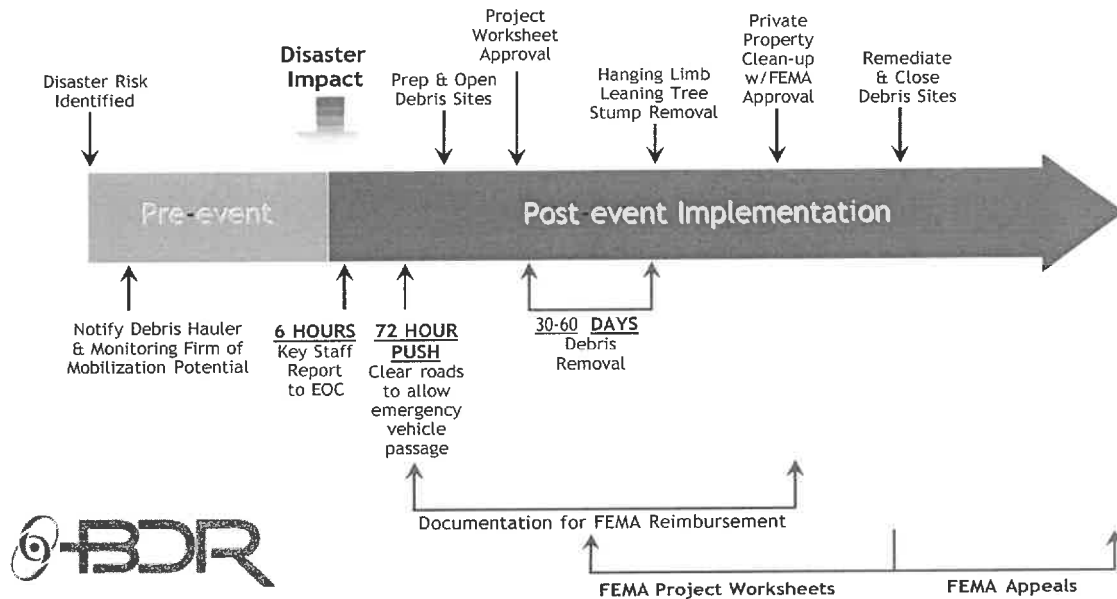 Disaster Risk
Identified
Disaster
Impact
Prep & Open
Debris Sites
Project
Worksheet
Approval
Hanging Limb
Leaning Tree
Stump Removal
Private
Property
Clean-up
w/FEMA
Approval
Remediate
& Close
Debris Sites
Pre-event
Post-event Implementation
Notify Debris Hauler
& Monitoring Firm of
Mobilization Potential
6 HOURS
Key Staff
Report
to EOC
72 HOUR
PUSH
Clear roads
to allow
emergency
vehicle
passage
30-60 DAYS
Debris
Removal
Documentation for FEMA Reimbursement
FEMA Project Worksheets
FEMA Appeals
BDR